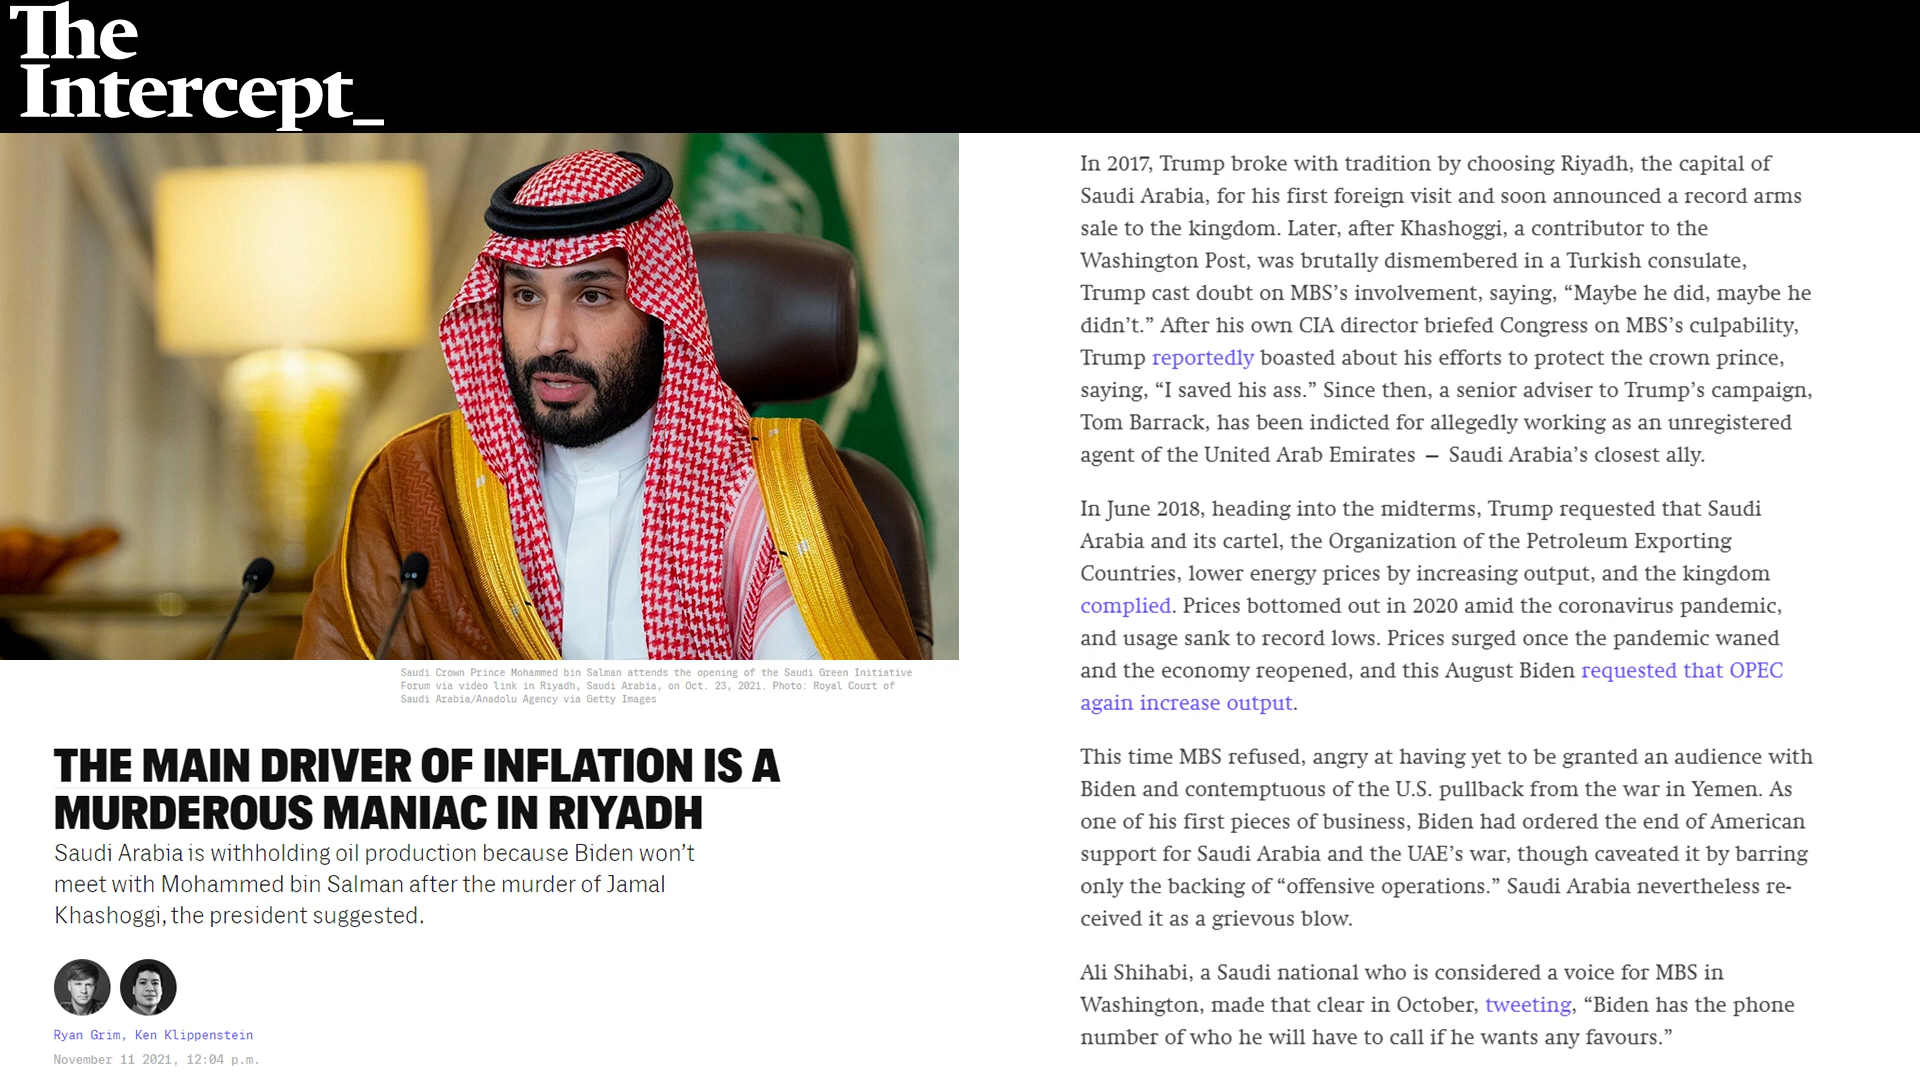 The
Intercept_
Saudi Crown Prince Mohammed bin Salman attends the opening of the Saudi Green Initiative
Forum via video link in Riyadh, Saudi Arabia, on Oct. 23, 2021. Photo: Royal Court of
Saudi Arabia/Anadolu Agency via Getty Images
THE MAIN DRIVER OF INFLATION IS A
MURDEROUS MANIAC IN RIYADH
Saudi Arabia is withholding oil production because Biden won’t
meet with Mohammed bin Salman after the murder of Jamal
Khashoggi, the president suggested.
Ryan Grim, Ken Klippenstein
November 11 2021, 12:04 p.m.
In 2017, Trump broke with tradition by choosing Riyadh, the capital of
Saudi Arabia, for his first foreign visit and soon announced a record arms
sale to the kingdom. Later, after Khashoggi, a contributor to the
Washington Post, was brutally dismembered in a Turkish consulate,
Trump cast doubt on MBS’s involvement, saying, “Maybe he did, maybe he
didn’t.” After his own CIA director briefed Congress on MBS’s culpability,
Trump reportedly boasted about his efforts to protect the crown prince,
saying, “I saved his ass.” Since then, a senior adviser to Trump’s campaign,
Tom Barrack, has been indicted for allegedly working as an unregistered
agent of the United Arab Emirates — Saudi Arabia’s closest ally.
In June 2018, heading into the midterms, Trump requested that Saudi
Arabia and its cartel, the Organization of the Petroleum Exporting
Countries, lower energy prices by increasing output, and the kingdom
complied. Prices bottomed out in 2020 amid the coronavirus pandemic,
and usage sank to record lows. Prices surged once the pandemic waned
and the economy reopened, and this August Biden requested that OPEC
again increase output.
This time MBS refused, angry at having yet to be granted an audience with
Biden and contemptuous of the U.S. pullback from the war in Yemen. As
one of his first pieces of business, Biden had ordered the end of American
support for Saudi Arabia and the UAE’s war, though caveated it by barring
only the backing of “offensive operations.” Saudi Arabia nevertheless re-
ceived it as a grievous blow.
Ali Shihabi, a Saudi national who is considered a voice for MBS in
Washington, made that clear in October, tweeting, “Biden has the phone
number of who he will have to call if he wants any favours.”